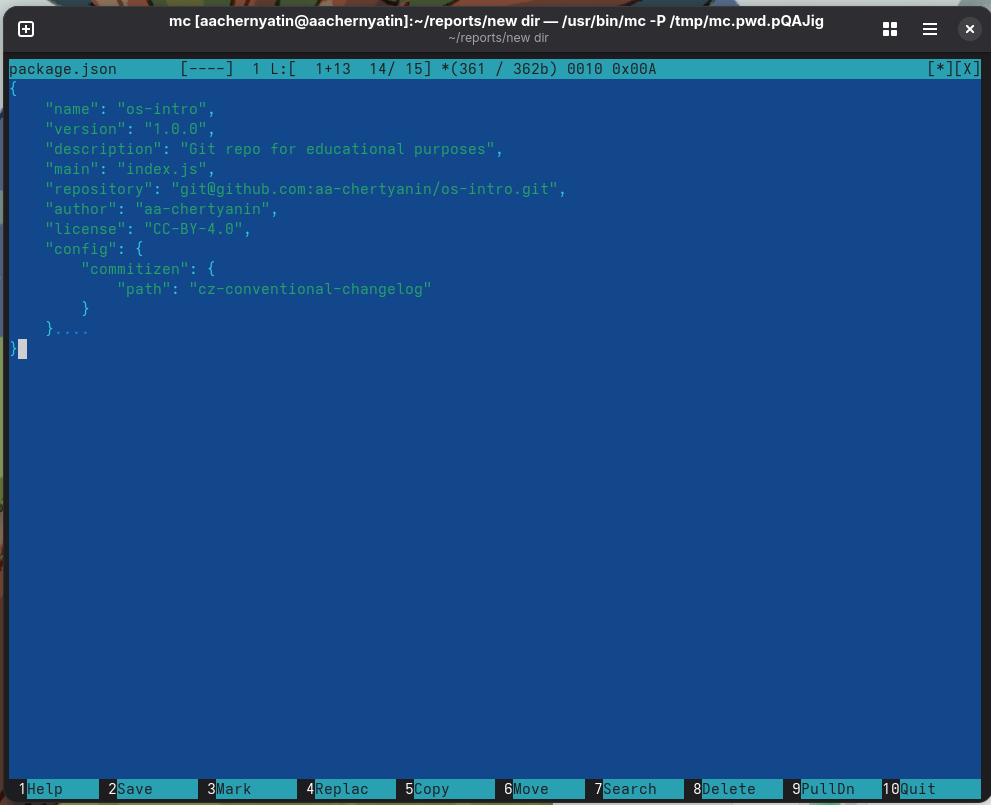 mc [aachernyatin@aachernyatin]:~/reports/new dir — /usr/bin/mc -P /tmp/mc.pwd.pQAJig
~/reports/new dir
package.json       [----]  1 L:[  1+13  14/ 15] *(361 / 362b) 0010 0x00A                              [*][X]
{
    "name": "os-intro",
    "version": "1.0.0",
    "description": "Git repo for educational purposes",
    "main": "index.js",
    "repository": "git@github.com:aa-chertyanin/os-intro.git",
    "author": "aa-chertyanin",
    "license": "CC-BY-4.0",
    "config": {
        "commitizen": {
            "path": "cz-conventional-changelog"
        }
    }....
}
1Help 2Save 3Mark 4Replac 5Copy 6Move 7Search 8Delete 9PullDn 10Quit